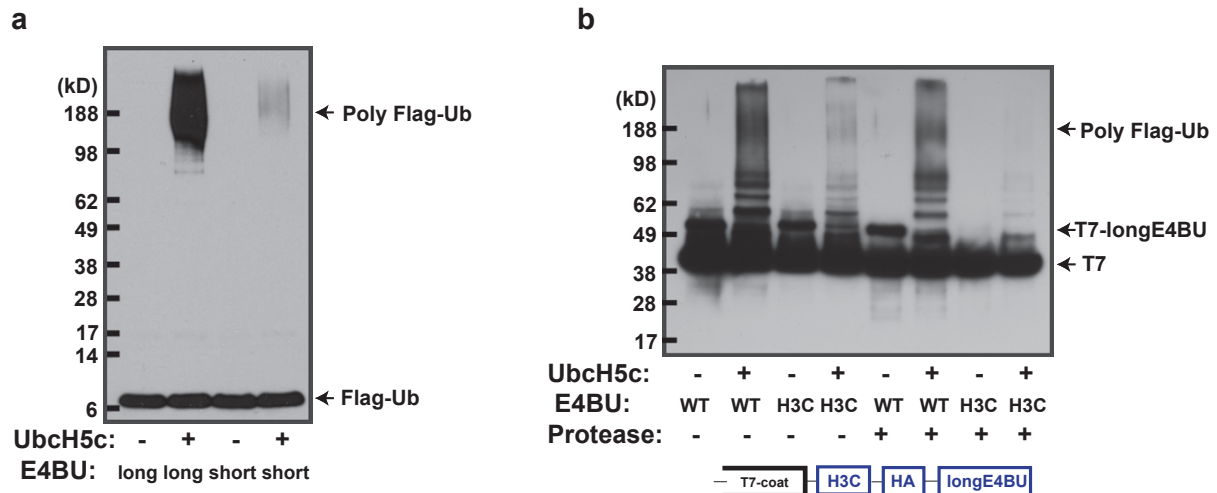 a
(kD)
188
98
62
49
38
28
17
14
6
Poly Flag-Ub
Flag-Ub
UbcH5c: - + - +
E4BU: long long short short
b
(kD)
188
98
62
49
38
28
17
Poly Flag-Ub
T7-longE4BU
T7
UbcH5c: - + - + - + - +
E4BU: WT WT H3C H3C WT WT H3C H3C
Protease: - - - - + + + +
T7-coat H3C HA longE4BU